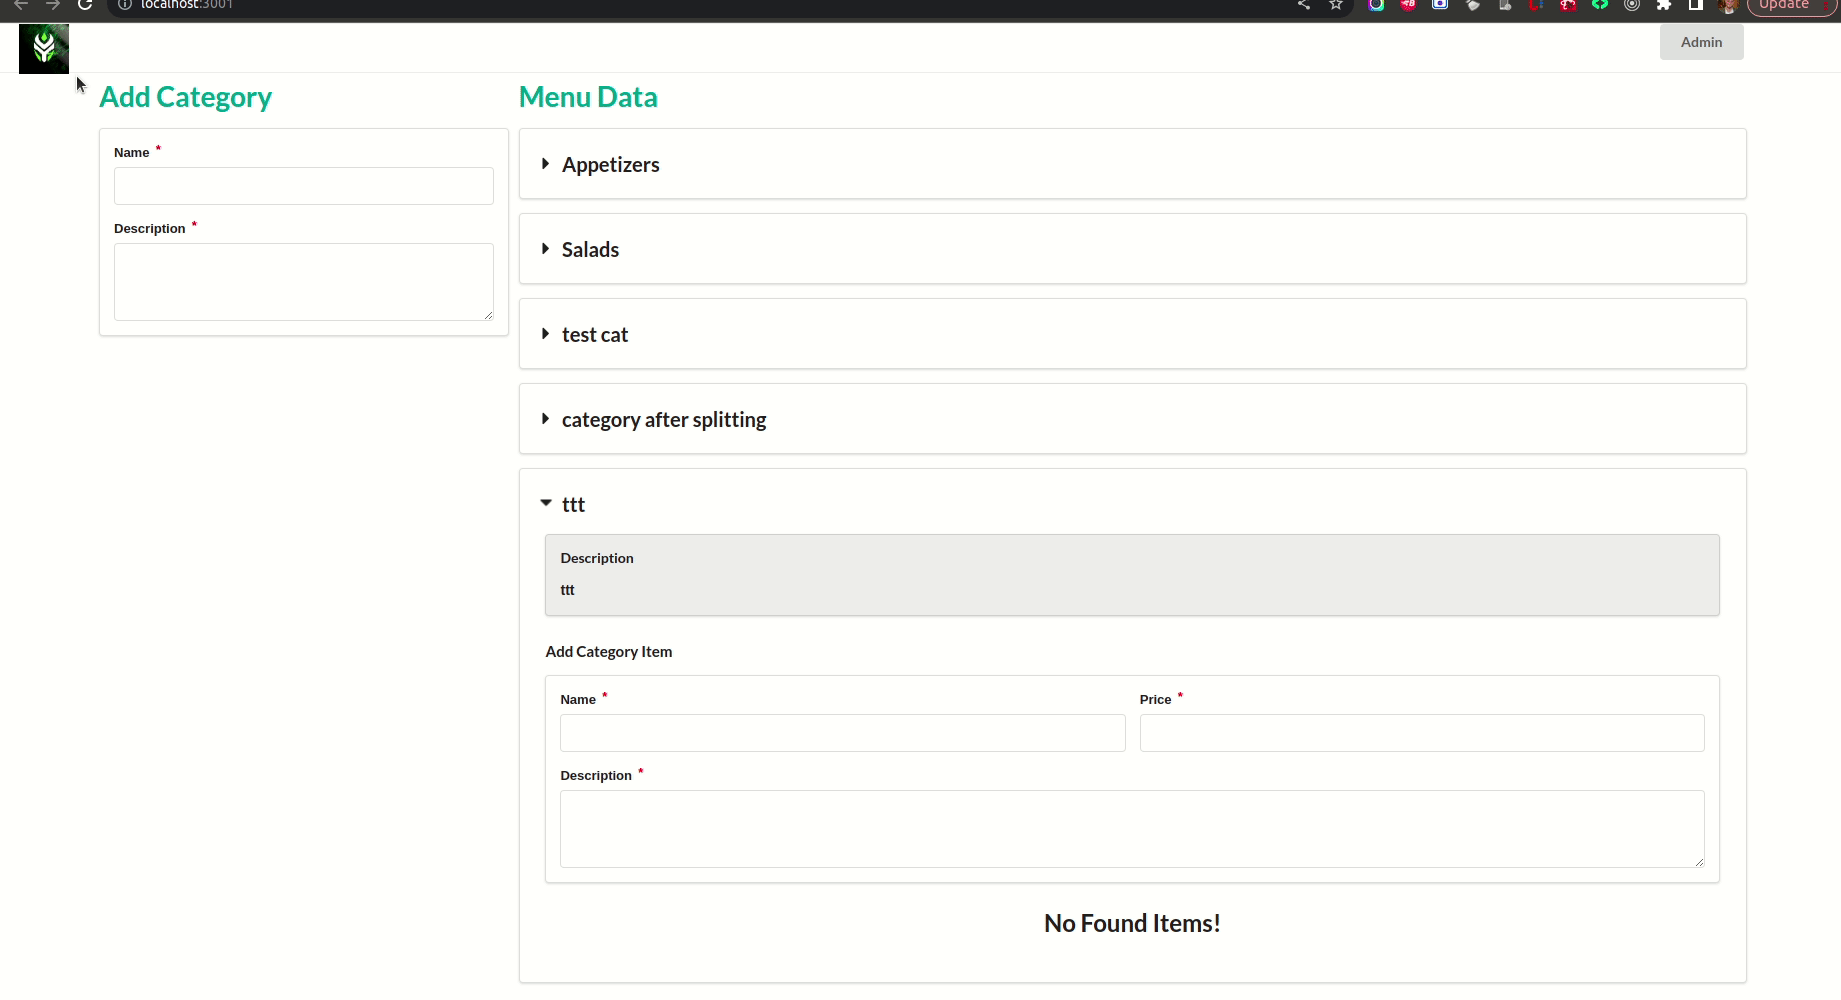 localhost:3001
Update
Admin
Add Category
Name *
Description *
Menu Data
Appetizers
Salads
test cat
category after splitting
ttt
Description
ttt
Add Category Item
Name *
Price *
Description *
No Found Items!